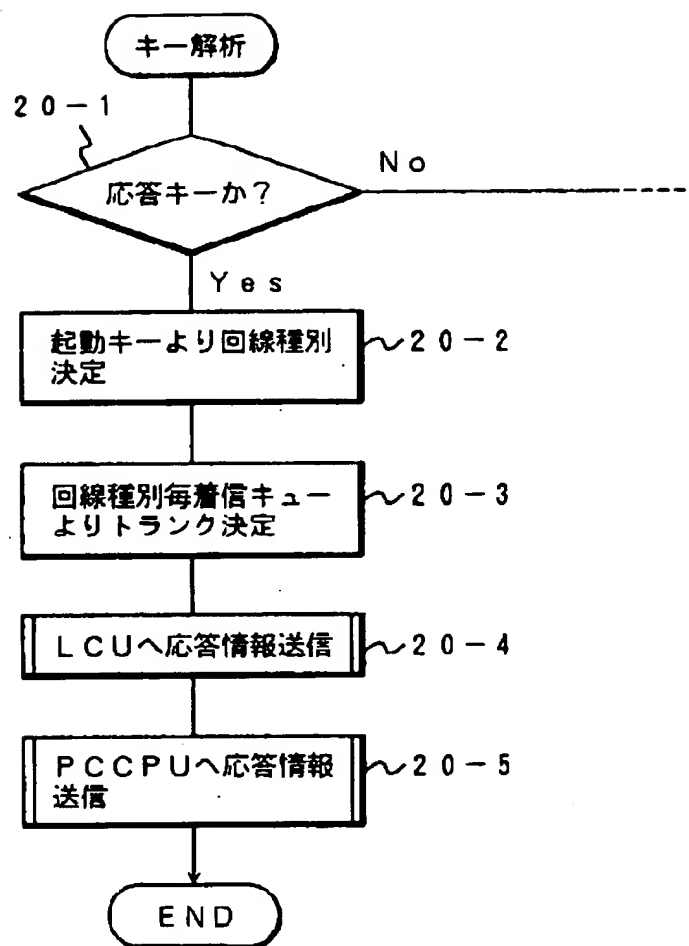 キー解析
20-1
応答キーか?
No
Yes
起動キーより回線種別
決定
20-2
回線種別毎着信キュー
よりトランク決定
20-3
LCUへ応答情報送信
20-4
PCCPUへ応答情報
送信
20-5
END